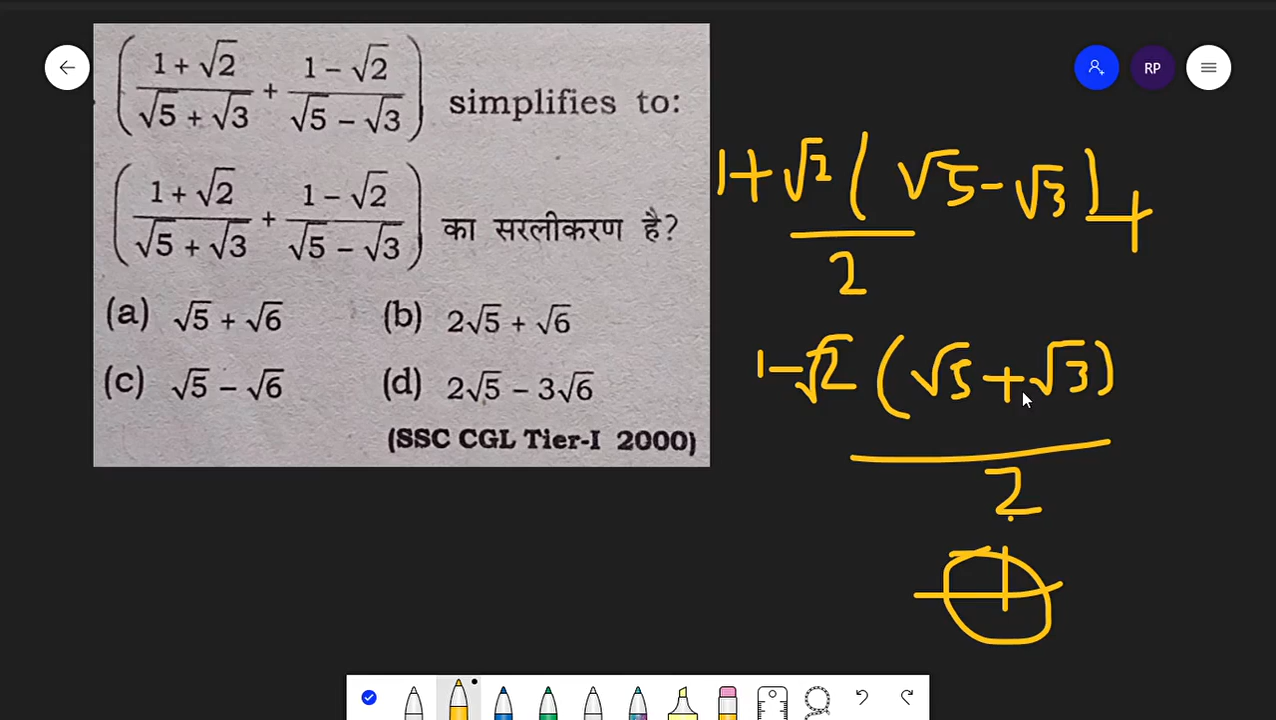 (1 + √2 / √5 + √3 + 1 − √2 / √5 − √3) simplifies to:
(1 + √2 / √5 + √3 + 1 − √2 / √5 − √3) का सरलीकरण है?
(a) √5 + √6 (b) 2√5 + √6
(c) √5 − √6 (d) 2√5 − 3√6
(SSC CGL Tier-I 2000)
RP
1+√2 (√5−√3) +
2
1−√2 (√5+√3)
2